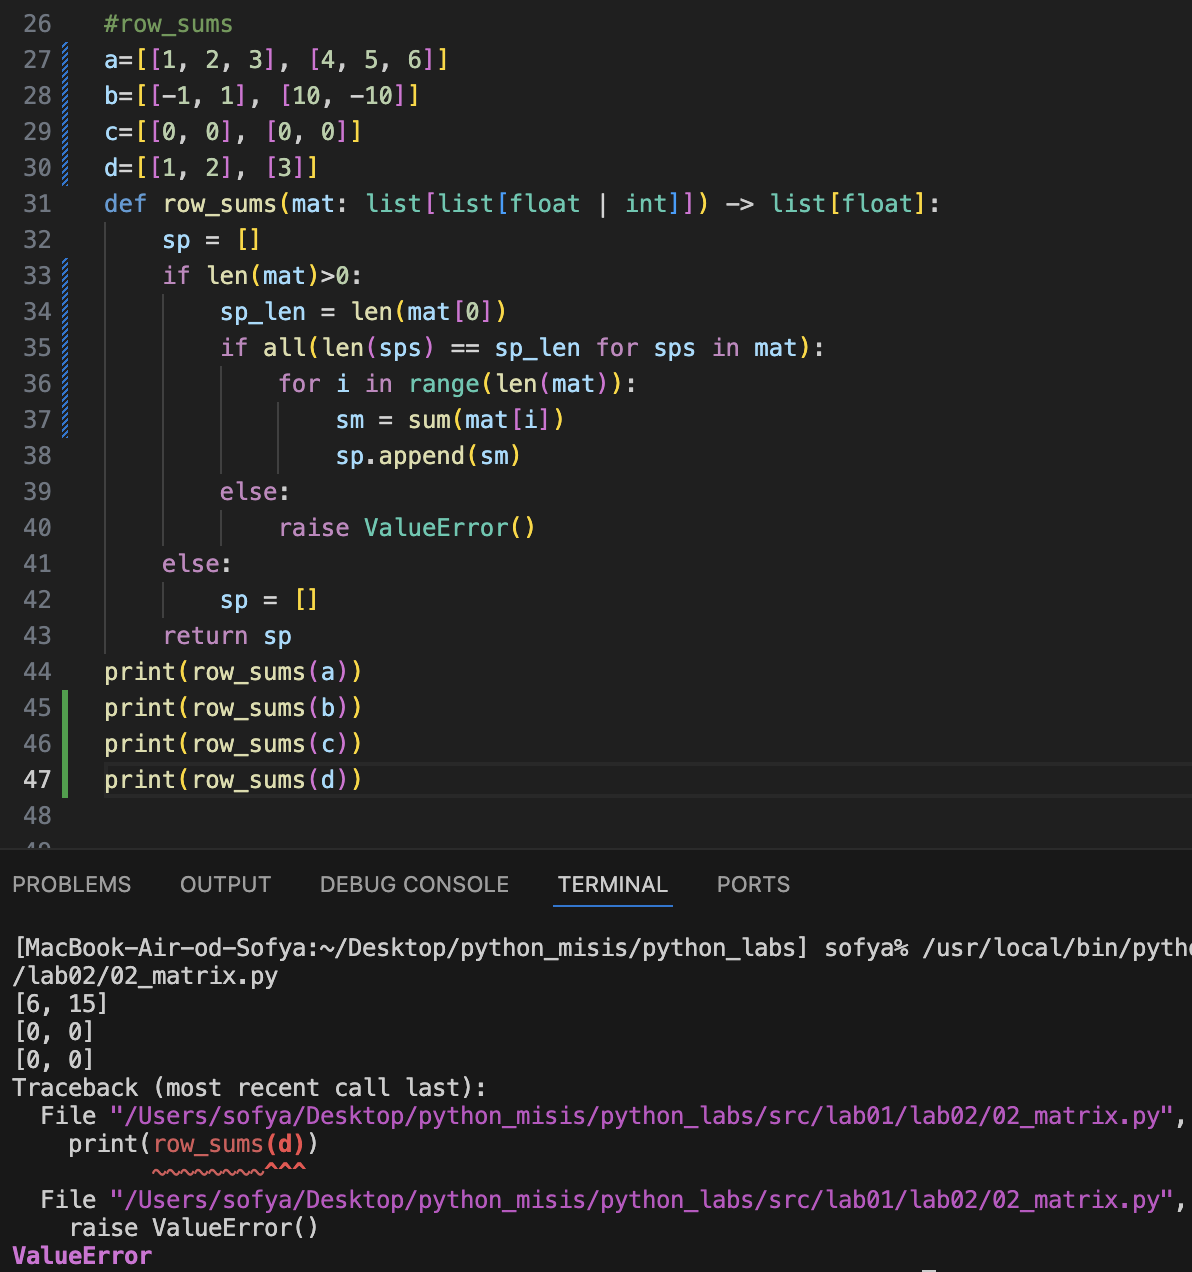 26 #row_sums
27 a=[[1, 2, 3], [4, 5, 6]]
28 b=[[-1, 1], [10, -10]]
29 c=[[0, 0], [0, 0]]
30 d=[[1, 2], [3]]
31 def row_sums(mat: list[list[float | int]]) -> list[float]:
32     sp = []
33     if len(mat)>0:
34         sp_len = len(mat[0])
35         if all(len(sps) == sp_len for sps in mat):
36             for i in range(len(mat)):
37                 sm = sum(mat[i])
38                 sp.append(sm)
39         else:
40             raise ValueError()
41     else:
42         sp = []
43     return sp
44 print(row_sums(a))
45 print(row_sums(b))
46 print(row_sums(c))
47 print(row_sums(d))
48
PROBLEMS OUTPUT DEBUG CONSOLE TERMINAL PORTS
[MacBook-Air-od-Sofya:~/Desktop/python_misis/python_labs] sofya% /usr/local/bin/pytho
/lab02/02_matrix.py
[6, 15]
[0, 0]
[0, 0]
Traceback (most recent call last):
  File "/Users/sofya/Desktop/python_misis/python_labs/src/lab01/lab02/02_matrix.py",
    print(row_sums(d))
          ~~~~~~~~^^^
  File "/Users/sofya/Desktop/python_misis/python_labs/src/lab01/lab02/02_matrix.py",
    raise ValueError()
ValueError